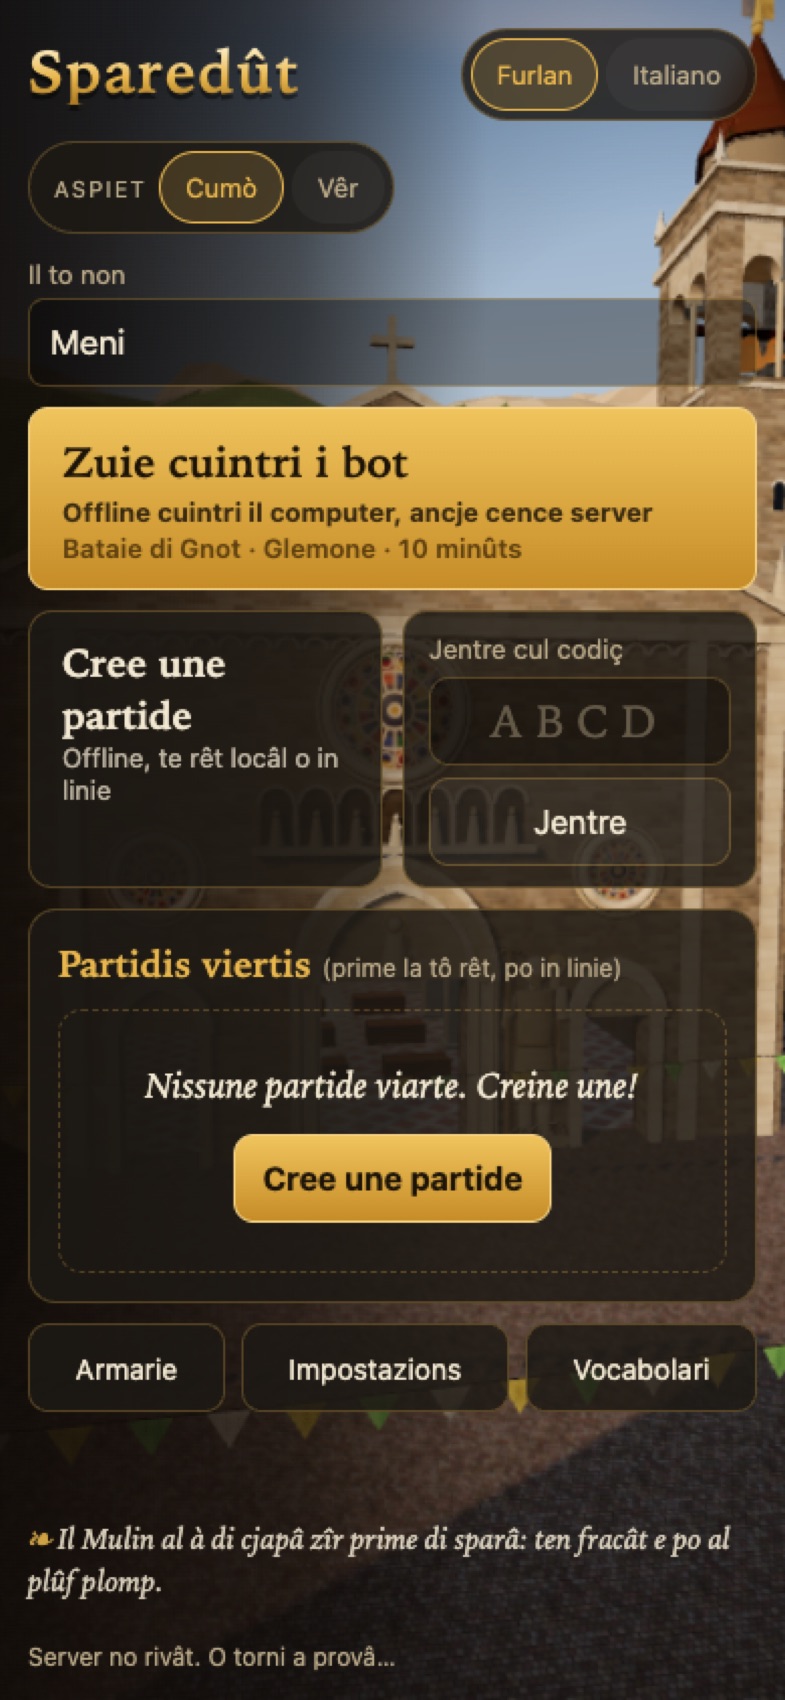 Sparedût
Furlan Italiano
ASPIET Cumò Vêr
Il to non
Meni
Zuie cuintri i bot
Offline cuintri il computer, ancje cence server
Bataie di Gnot · Glemone · 10 minûts
Cree une
partide
Offline, te rêt locâl o in
linie
Jentre cul codiç
ABCD
Jentre
Partidis viertis (prime la tô rêt, po in linie)
Nissune partide viarte. Creine une!
Cree une partide
Armarie
Impostazions
Vocabolari
❧ Il Mulin al à di cjapâ zîr prime di sparâ: ten fracât e po al
plûf plomp.
Server no rivât. O torni a provâ...